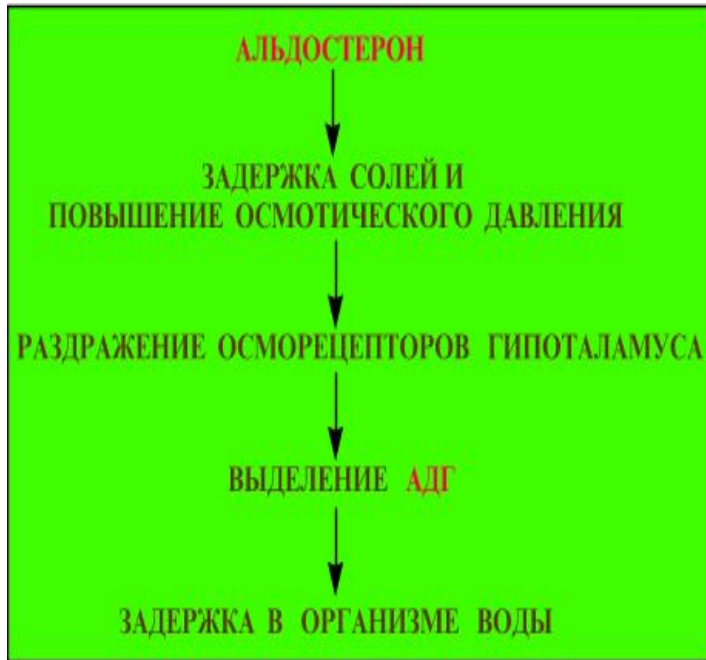 АЛЬДОСТЕРОН
ЗАДЕРЖКА СОЛЕЙ И
ПОВЫШЕНИЕ ОСМОТИЧЕСКОГО ДАВЛЕНИЯ
РАЗДРАЖЕНИЕ ОСМОРЕЦЕПТОРОВ ГИПОТАЛАМУСА
ВЫДЕЛЕНИЕ АДГ
ЗАДЕРЖКА В ОРГАНИЗМЕ ВОДЫ